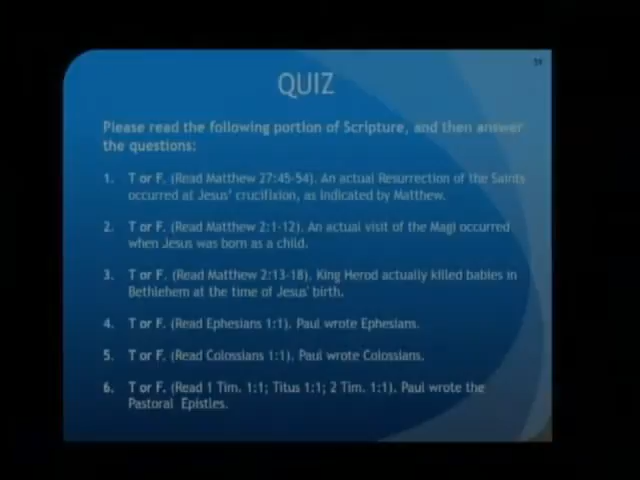 54
QUIZ
Please read the following portion of Scripture, and then answer
the questions:
1. T or F. (Read Matthew 27:45-54). An actual Resurrection of the Saints
occurred at Jesus' crucifixion, as indicated by Matthew.
2. T or F. (Read Matthew 2:1-12). An actual visit of the Magi occurred
when Jesus was born as a child.
3. T or F. (Read Matthew 2:13-18). King Herod actually killed babies in
Bethlehem at the time of Jesus' birth.
4. T or F. (Read Ephesians 1:1). Paul wrote Ephesians.
5. T or F. (Read Colossians 1:1). Paul wrote Colossians.
6. T or F. (Read 1 Tim. 1:1; Titus 1:1; 2 Tim. 1:1). Paul wrote the
Pastoral Epistles.